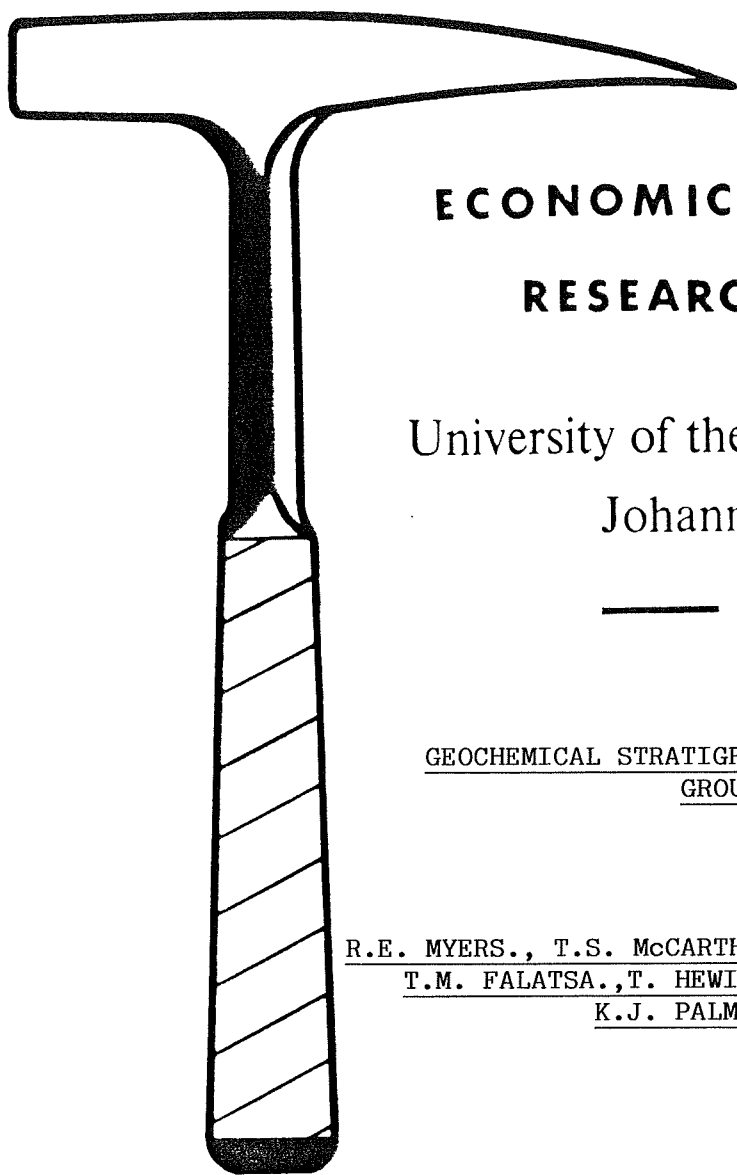 ECONOMIC
RESEARC
University of the
Johann
GEOCHEMICAL STRATIGR
GROU
R.E. MYERS., T.S. McCARTH
T.M. FALATSA.,T. HEWI
K.J. PALM